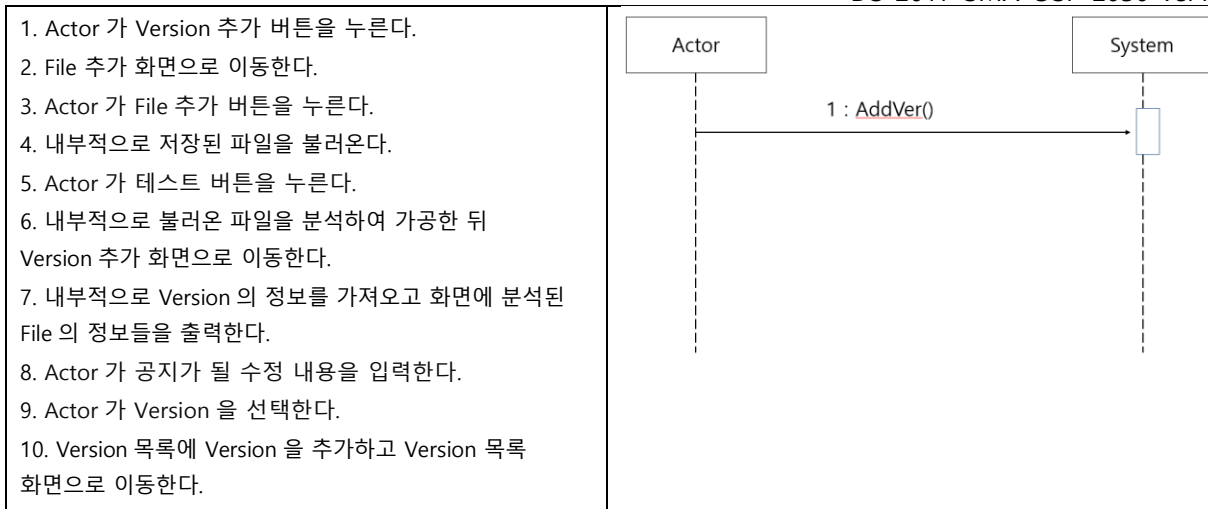 1. Actor 가 Version 추가 버튼을 누른다.
2. File 추가 화면으로 이동한다.
3. Actor 가 File 추가 버튼을 누른다.
4. 내부적으로 저장된 파일을 불러온다.
5. Actor 가 테스트 버튼을 누른다.
6. 내부적으로 불러온 파일을 분석하여 가공한 뒤
Version 추가 화면으로 이동한다.
7. 내부적으로 Version 의 정보를 가져오고 화면에 분석된
File 의 정보들을 출력한다.
8. Actor 가 공지가 될 수정 내용을 입력한다.
9. Actor 가 Version 을 선택한다.
10. Version 목록에 Version 을 추가하고 Version 목록
화면으로 이동한다.
Actor
System
1 : AddVer()